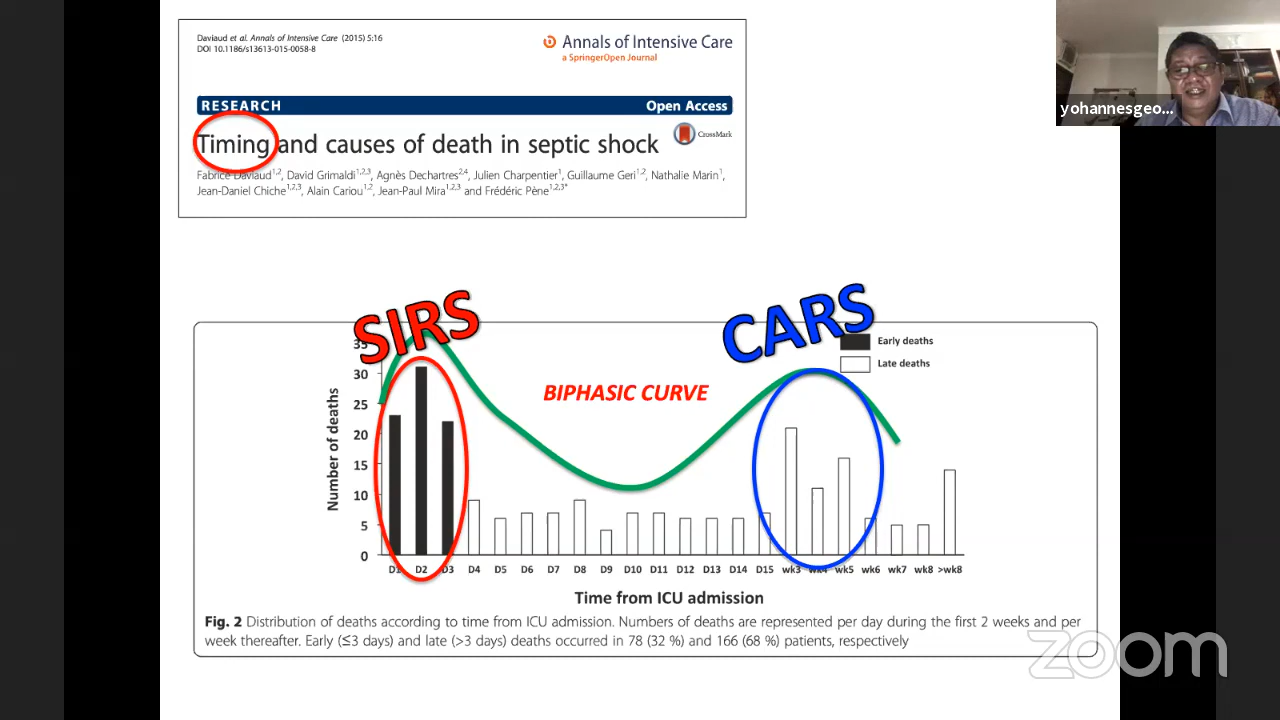 Daviaud et al. Annals of Intensive Care (2015) 5:16
DOI 10.1186/s13613-015-0058-8
Annals of Intensive Care
a SpringerOpen Journal
RESEARCH
Open Access
Timing and causes of death in septic shock
CrossMark
Fabrice Daviaud1,2, David Grimaldi1,2,3, Agnès Dechartres2,4, Julien Charpentier1, Guillaume Geri1,2, Nathalie Marin1,
Jean-Daniel Chiche1,2,3, Alain Cariou1,2, Jean-Paul Mira1,2,3 and Frédéric Pène1,2,3*
yohannesgeo...
SIRS
CARS
BIPHASIC CURVE
Early deaths
Late deaths
Number of deaths
35
30
25
20
15
10
5
0
D1 D2 D3 D4 D5 D6 D7 D8 D9 D10 D11 D12 D13 D14 D15 wk3 wk4 wk5 wk6 wk7 wk8 >wk8
Time from ICU admission
Fig. 2 Distribution of deaths according to time from ICU admission. Numbers of deaths are represented per day during the first 2 weeks and per
week thereafter. Early (≤3 days) and late (>3 days) deaths occurred in 78 (32 %) and 166 (68 %) patients, respectively
zoom